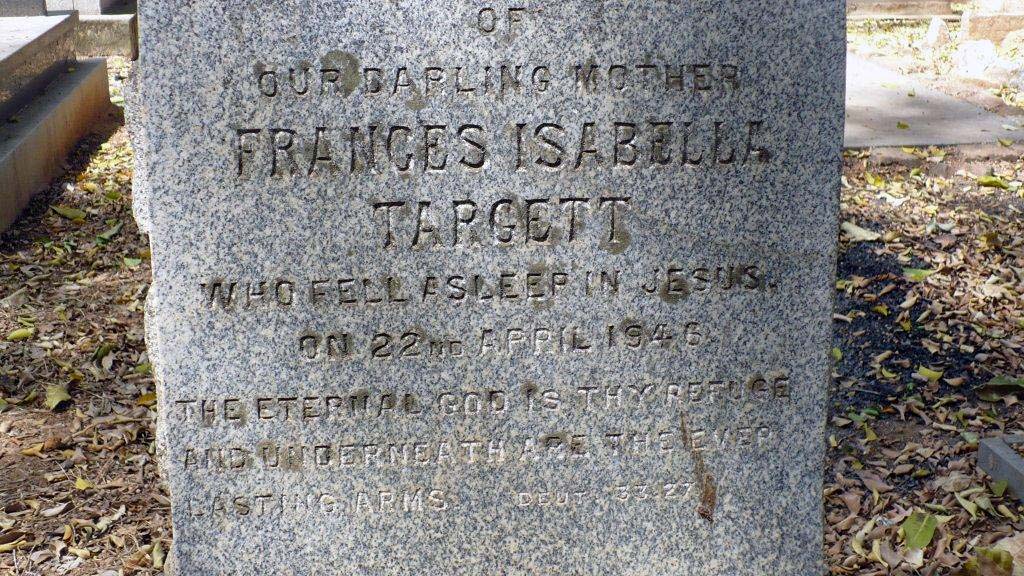 OF
OUR DARLING MOTHER
FRANCES ISABELLA
TARGETT
WHO FELL ASLEEP IN JESUS.
ON 22ND APRIL 1946
THE ETERNAL GOD IS THY REFUGE
AND UNDERNEATH ARE THE EVER
LASTING ARMS DEUT. 33.27